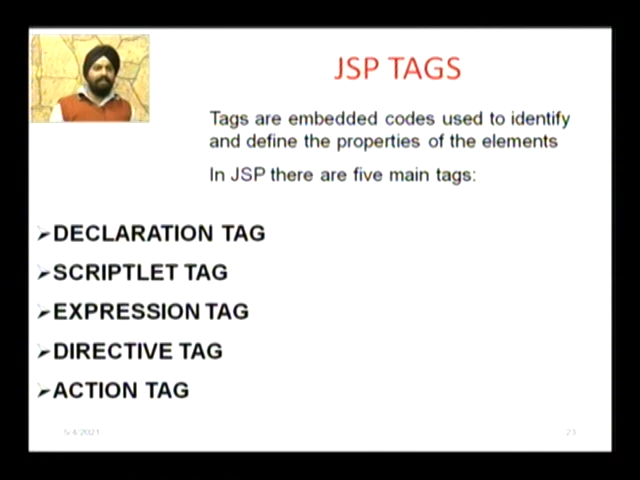 JSP TAGS
Tags are embedded codes used to identify
and define the properties of the elements
In JSP there are five main tags:
➢DECLARATION TAG
➢SCRIPTLET TAG
➢EXPRESSION TAG
➢DIRECTIVE TAG
➢ACTION TAG
5/4/2021